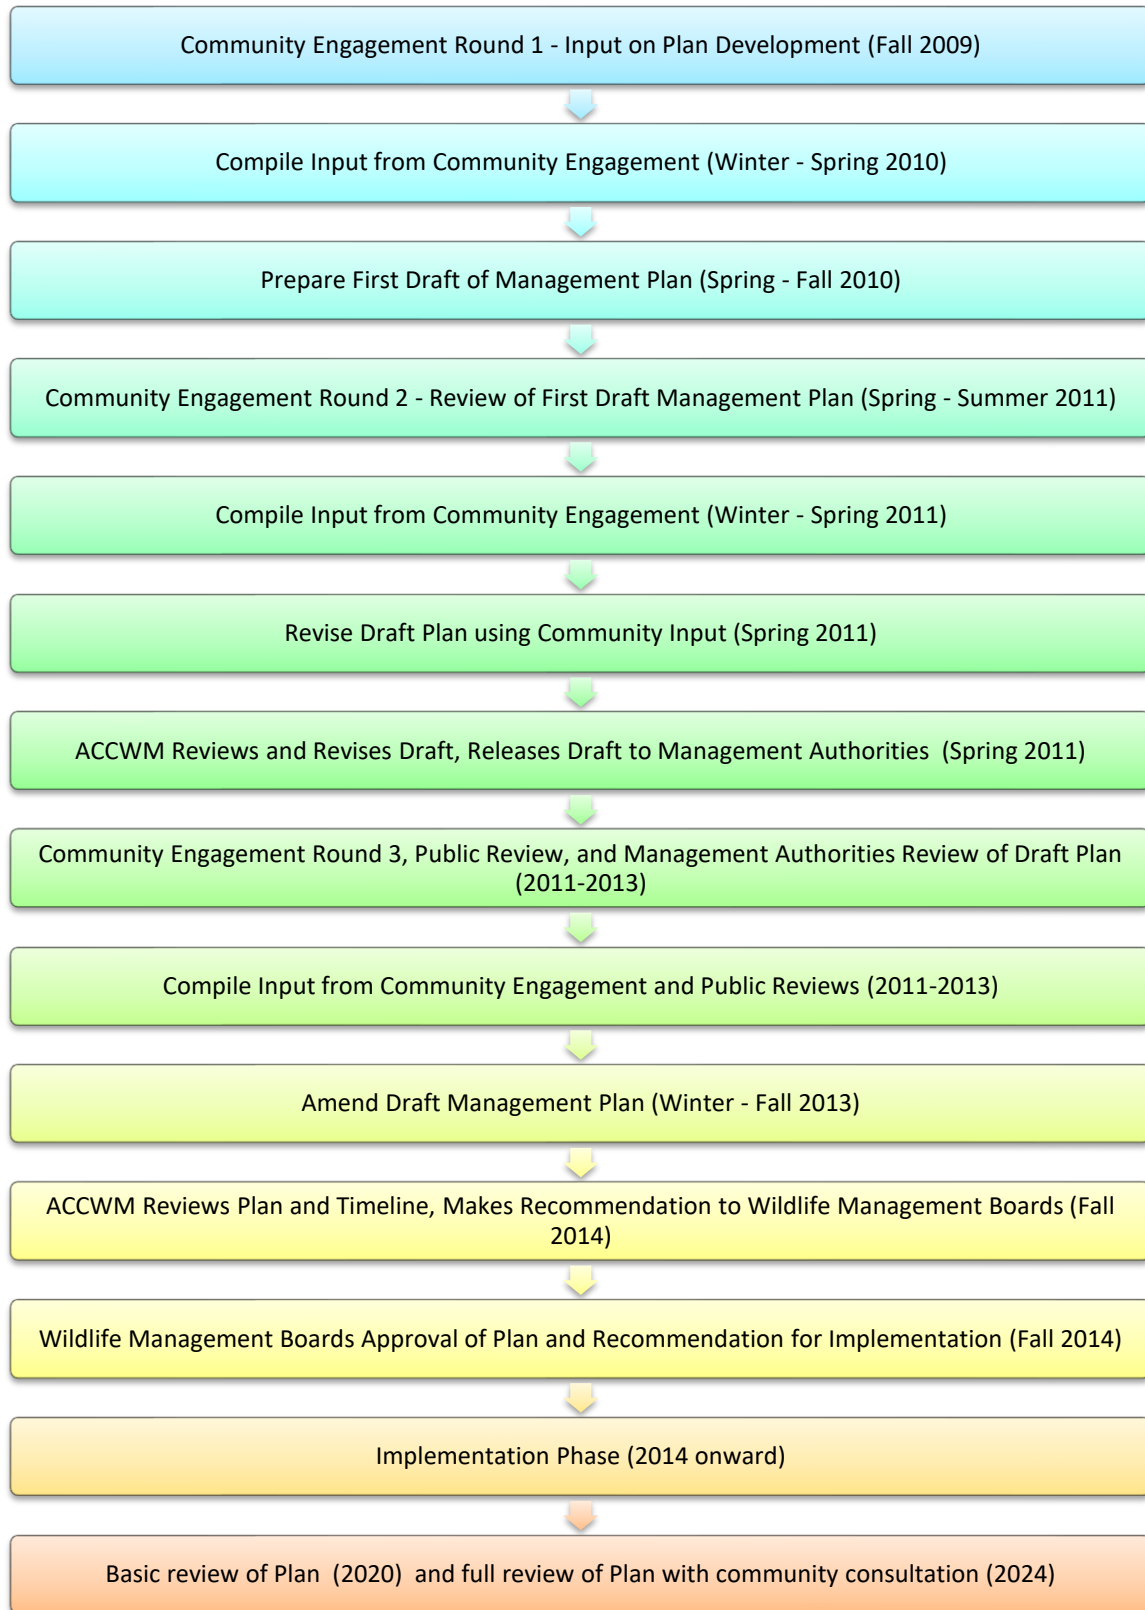 Community Engagement Round 1 - Input on Plan Development (Fall 2009)
Compile Input from Community Engagement (Winter - Spring 2010)
Prepare First Draft of Management Plan (Spring - Fall 2010)
Community Engagement Round 2 - Review of First Draft Management Plan (Spring - Summer 2011)
Compile Input from Community Engagement (Winter - Spring 2011)
Revise Draft Plan using Community Input (Spring 2011)
ACCWM Reviews and Revises Draft, Releases Draft to Management Authorities  (Spring 2011)
Community Engagement Round 3, Public Review, and Management Authorities Review of Draft Plan
(2011-2013)
Compile Input from Community Engagement and Public Reviews (2011-2013)
Amend Draft Management Plan (Winter - Fall 2013)
ACCWM Reviews Plan and Timeline, Makes Recommendation to Wildlife Management Boards (Fall
2014)
Wildlife Management Boards Approval of Plan and Recommendation for Implementation (Fall 2014)
Implementation Phase (2014 onward)
Basic review of Plan  (2020)  and full review of Plan with community consultation (2024)